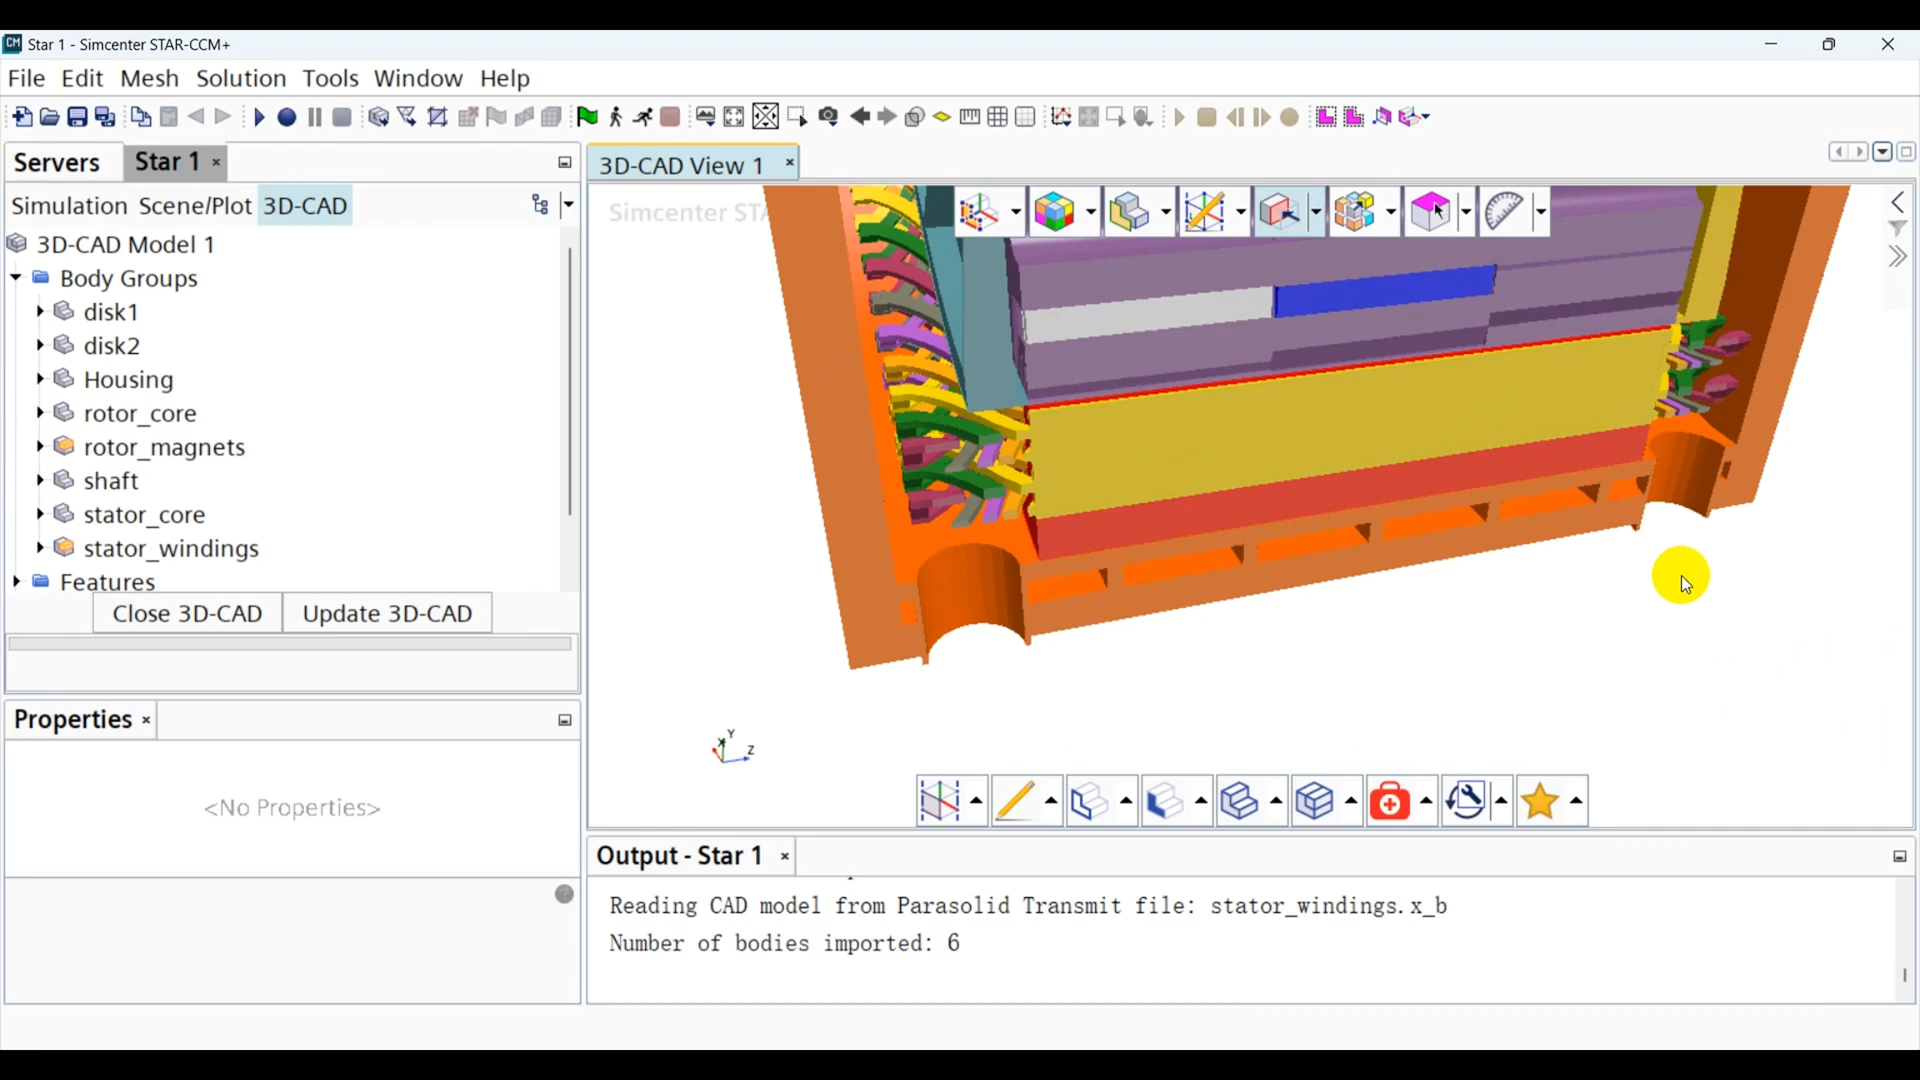 CM Star 1 - Simcenter STAR-CCM+
File Edit Mesh Solution Tools Window Help
Servers Star 1 ×
3D-CAD View 1 ×
Simulation Scene/Plot 3D-CAD
Simcenter STA
3D-CAD Model 1
Body Groups
disk1
disk2
Housing
rotor_core
rotor_magnets
shaft
stator_core
stator_windings
Features
Close 3D-CAD Update 3D-CAD
Properties ×
<No Properties>
Y
X
Z
Output - Star 1 ×
Reading CAD model from Parasolid Transmit file: stator_windings.x_b
Number of bodies imported: 6